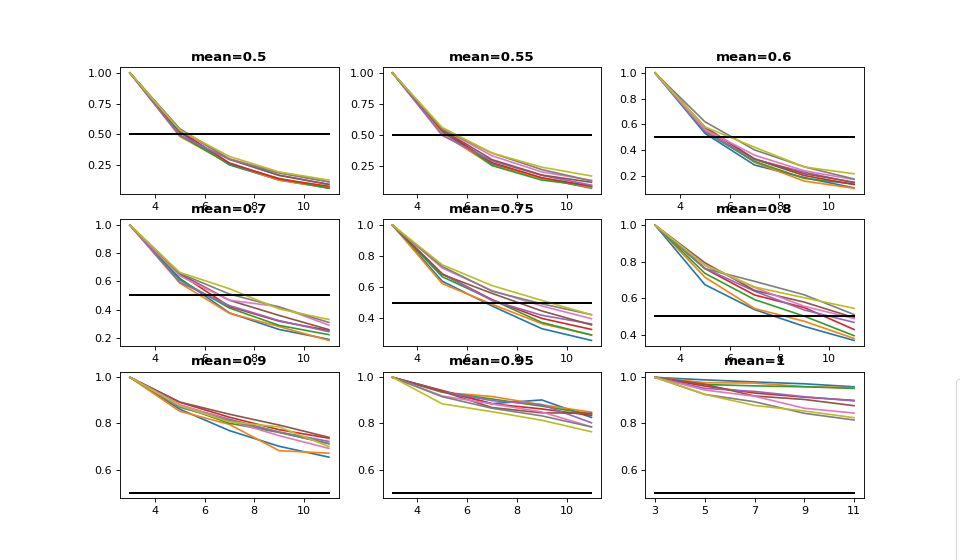 mean=0.5 mean=0.55 mean=0.6
1.00 1.00 1.0
0.75 0.75 0.8
0.50 0.50 0.6
0.25 0.25 0.4
0.2
4 6 8 10 4 6 8 10 4 6 8 10
mean=0.7 mean=0.75 mean=0.8
1.0 1.0 1.0
0.8 0.8 0.8
0.6 0.6 0.6
0.4 0.4 0.4
0.2
4 6 8 10 4 6 8 10 4 6 8 10
mean=0.9 mean=0.95 mean=1
1.0 1.0 1.0
0.8 0.8 0.8
0.6 0.6 0.6
4 6 8 10 4 6 8 10 3 5 7 9 11